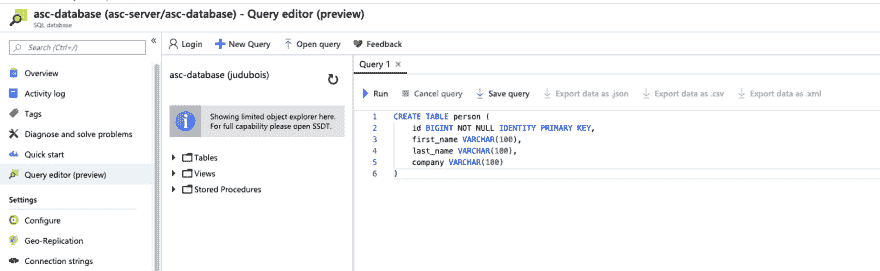 asc-database (asc-server/asc-database) - Query editor (preview)
SQL database
Search (Ctrl+/)
«
Overview
Activity log
Tags
Diagnose and solve problems
Quick start
Query editor (preview)
Settings
Configure
Geo-Replication
Connection strings
Login
New Query
Open query
Feedback
asc-database (judubois)
Showing limited object explorer here.
For full capability please open SSDT.
Tables
Views
Stored Procedures
Query 1 ×
Run
Cancel query
Save query
Export data as .json
Export data as .csv
Export data as .xml
1 CREATE TABLE person (
2 id BIGINT NOT NULL IDENTITY PRIMARY KEY,
3 first_name VARCHAR(100),
4 last_name VARCHAR(100),
5 company VARCHAR(100)
6 )